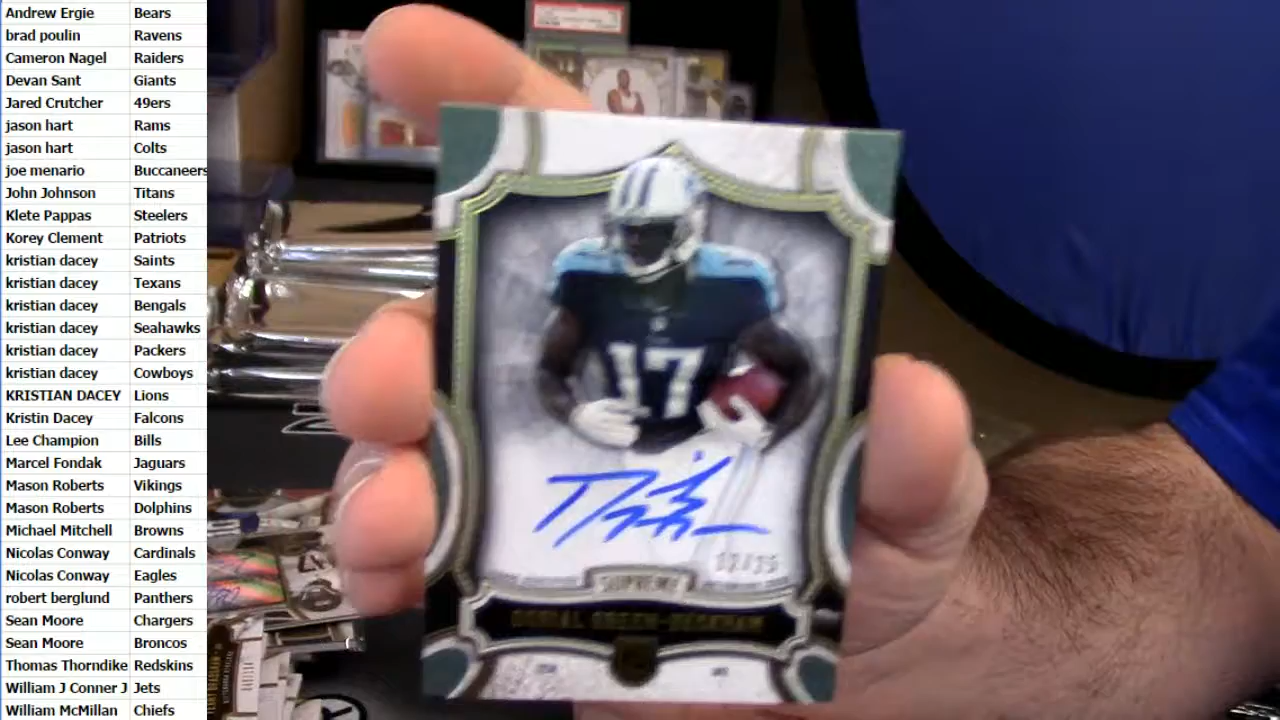 Andrew Ergie Bears
brad poulin Ravens
Cameron Nagel Raiders
Devan Sant Giants
Jared Crutcher 49ers
jason hart Rams
jason hart Colts
joe menario Buccaneers
John Johnson Titans
Klete Pappas Steelers
Korey Clement Patriots
kristian dacey Saints
kristian dacey Texans
kristian dacey Bengals
kristian dacey Seahawks
kristian dacey Packers
kristian dacey Cowboys
KRISTIAN DACEY Lions
Kristin Dacey Falcons
Lee Champion Bills
Marcel Fondak Jaguars
Mason Roberts Vikings
Mason Roberts Dolphins
Michael Mitchell Browns
Nicolas Conway Cardinals
Nicolas Conway Eagles
robert berglund Panthers
Sean Moore Chargers
Sean Moore Broncos
Thomas Thorndike Redskins
William J Conner J Jets
William McMillan Chiefs
17
SUPREME
DORIAL GREEN-BECKHAM